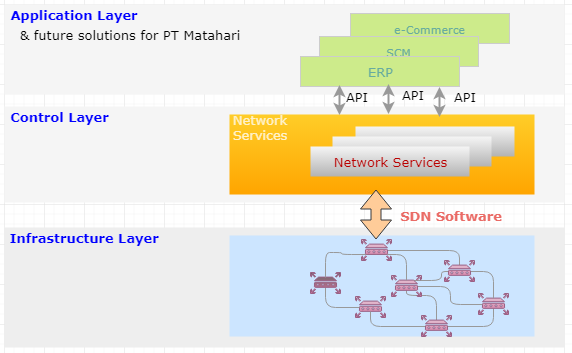 Application Layer
& future solutions for PT Matahari
e-Commerce
SCM
ERP
API
API
API
Control Layer
Network
Services
Network Services
SDN Software
Infrastructure Layer